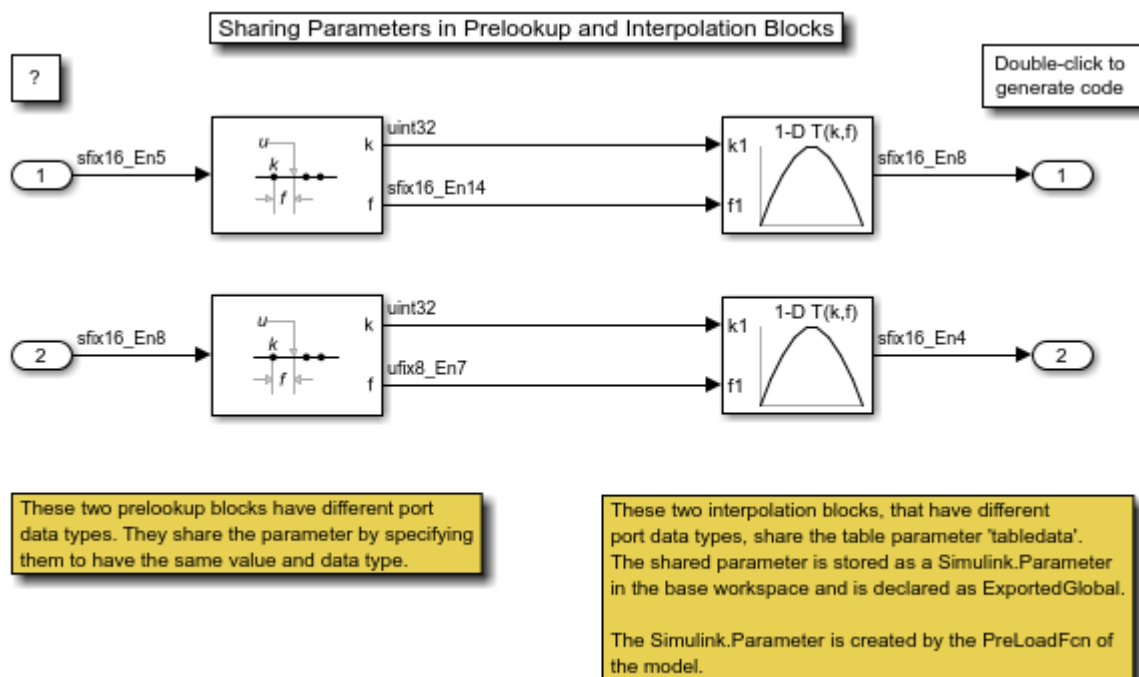 Sharing Parameters in Prelookup and Interpolation Blocks
?
Double-click to
generate code
1
sfix16_En5
u
k
f
k
f
uint32
sfix16_En14
1-D T(k,f)
k1
f1
sfix16_En8
1
2
sfix16_En8
u
k
f
k
f
uint32
ufix8_En7
1-D T(k,f)
k1
f1
sfix16_En4
2
These two prelookup blocks have different port
data types. They share the parameter by specifying
them to have the same value and data type.
These two interpolation blocks, that have different
port data types, share the table parameter 'tabledata'.
The shared parameter is stored as a Simulink.Parameter
in the base workspace and is declared as ExportedGlobal.
The Simulink.Parameter is created by the PreLoadFcn of
the model.